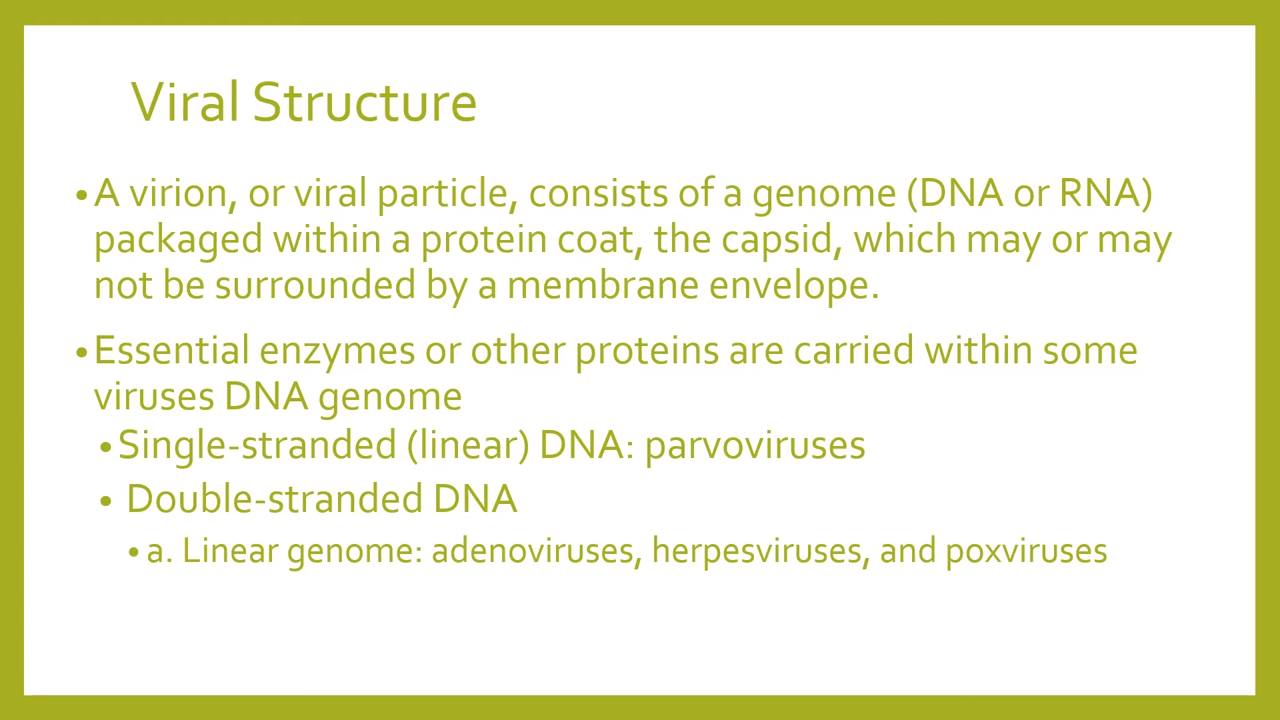 Viral Structure
•A virion, or viral particle, consists of a genome (DNA or RNA)
packaged within a protein coat, the capsid, which may or may
not be surrounded by a membrane envelope.
•Essential enzymes or other proteins are carried within some
viruses DNA genome
•Single-stranded (linear) DNA: parvoviruses
• Double-stranded DNA
•a. Linear genome: adenoviruses, herpesviruses, and poxviruses